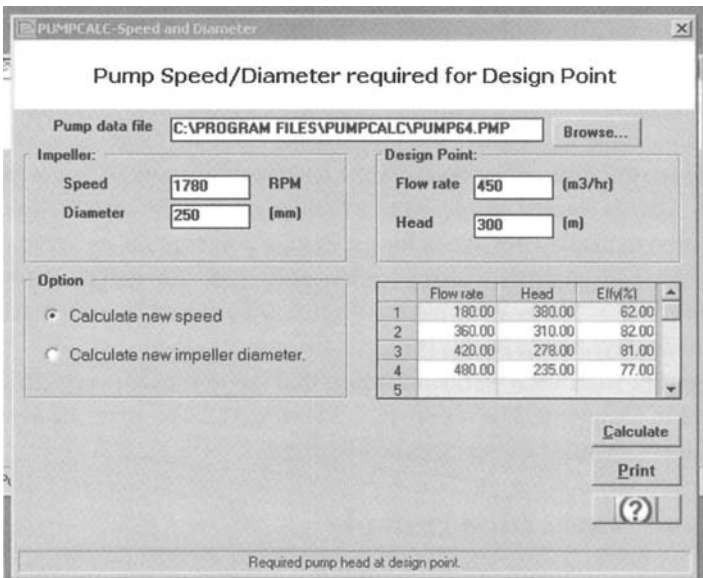 PUMPCALC-Speed and Diameter
Pump Speed/Diameter required for Design Point
Pump data file C:\PROGRAM FILES\PUMPCALC\PUMP64.PMP Browse...
Impeller:
Speed 1780 RPM
Diameter 250 (mm)
Design Point:
Flow rate 450 (m3/hr)
Head 300 (m)
Option
Calculate new speed
Calculate new impeller diameter.
Flow rate Head Effy(%)
1 180.00 380.00 62.00
2 360.00 310.00 82.00
3 420.00 278.00 81.00
4 480.00 235.00 77.00
5
Calculate
Print
(?)
Required pump head at design point.